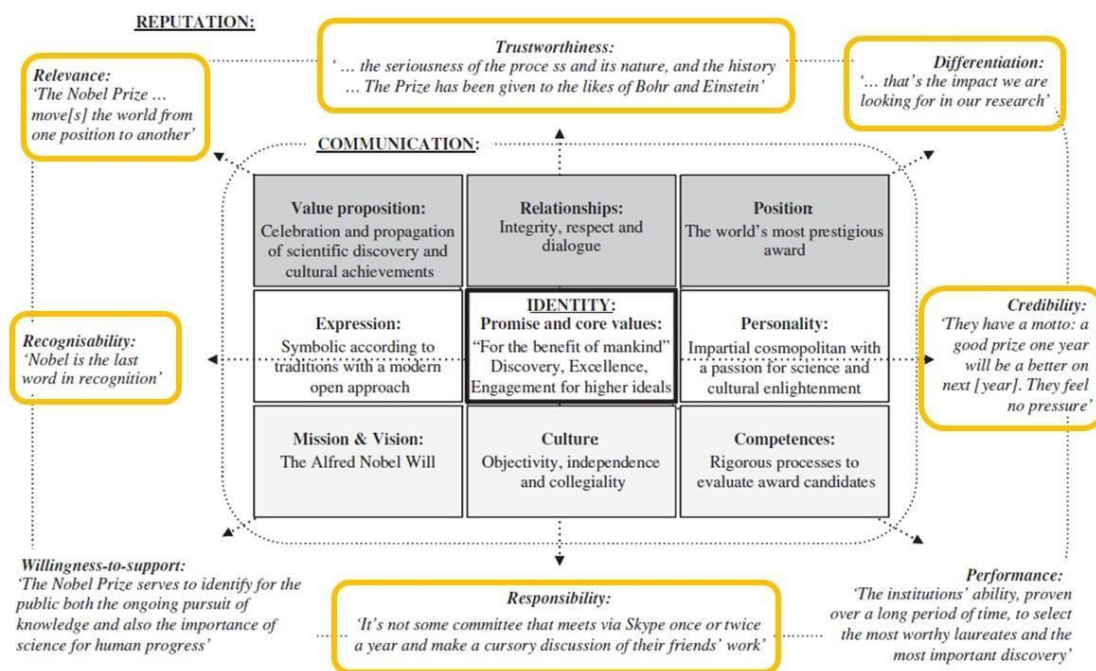 REPUTATION:
Trustworthiness:
‘ … the seriousness of the proce ss and its nature, and the history
… The Prize has been given to the likes of Bohr and Einstein’
Relevance:
‘The Nobel Prize …
move[s] the world from
one position to another’
Differentiation:
‘… that’s the impact we are
looking for in our research’
COMMUNICATION:
Value proposition:
Celebration and propagation
of scientific discovery and
cultural achievements
Relationships:
Integrity, respect and
dialogue
Position:
The world’s most prestigious
award
Recognisability:
‘Nobel is the last
word in recognition’
Expression:
Symbolic according to
traditions with a modern
open approach
IDENTITY:
Promise and core values:
“For the benefit of mankind”
Discovery, Excellence,
Engagement for higher ideals
Personality:
Impartial cosmopolitan with
a passion for science and
cultural enlightenment
Credibility:
‘They have a motto: a
good prize one year
will be a better on
next [year]. They feel
no pressure’
Mission & Vision:
The Alfred Nobel Will
Culture:
Objectivity, independence
and collegiality
Competences:
Rigorous processes to
evaluate award candidates
Willingness-to-support:
‘The Nobel Prize serves to identify for the
public both the ongoing pursuit of
knowledge and also the importance of
science for human progress’
Responsibility:
‘It’s not some committee that meets via Skype once or twice
a year and make a cursory discussion of their friends’ work’
Performance:
‘The institutions’ ability, proven
over a long period of time, to select
the most worthy laureates and the
most important discovery’